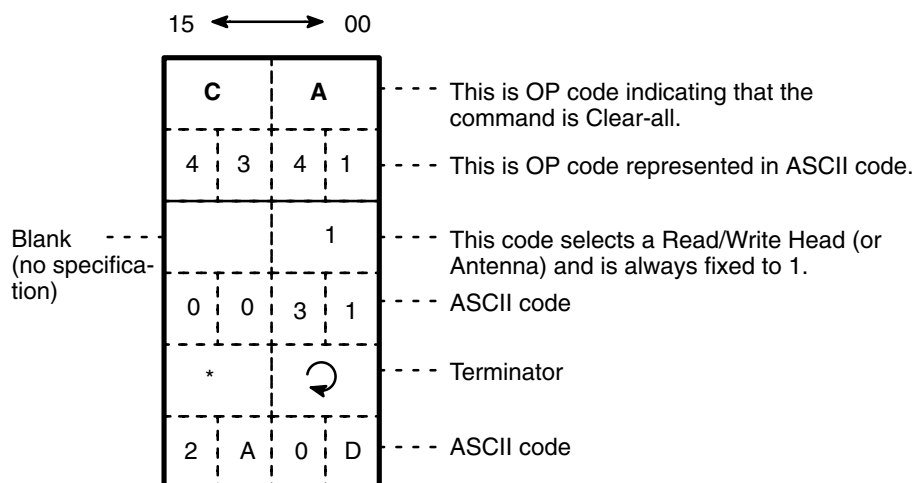 15 00
C A
This is OP code indicating that the
command is Clear-all.
4 3 4 1
This is OP code represented in ASCII code.
Blank
(no specifica-
tion)
1
This code selects a Read/Write Head (or
Antenna) and is always fixed to 1.
0 0 3 1
ASCII code
*
Terminator
2 A 0 D
ASCII code